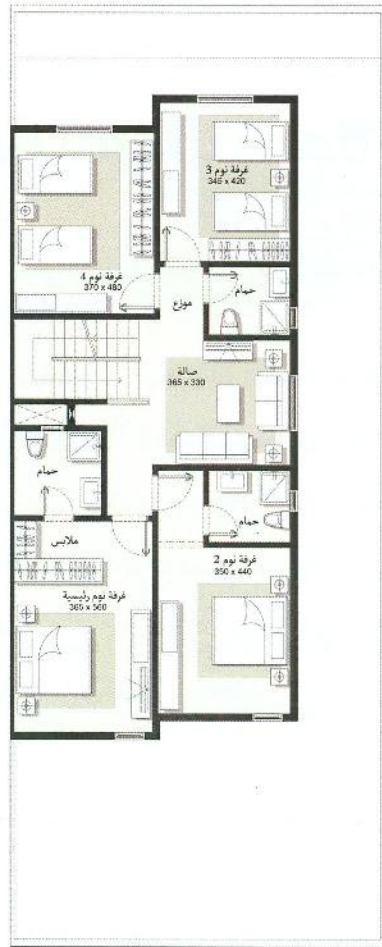 غرفة نوم 3
345 x 420
غرفة نوم 4
370 x 480
حمام
موزع
صالة
365 x 330
حمام
حمام
ملابس
غرفة نوم 2
350 x 440
غرفة نوم رئيسية
365 x 560